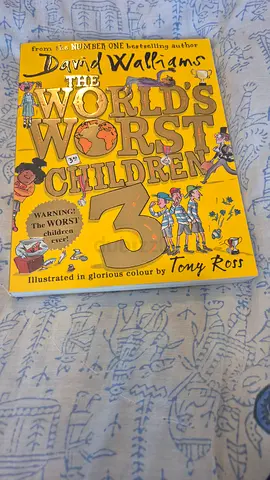 from the NUMBER ONE bestselling author
David Walliams
THE
WORLD'S
WORST
CHILDREN
3
WARNING!
The WORST
children
ever!
Illustrated in glorious colour by Tony Ross